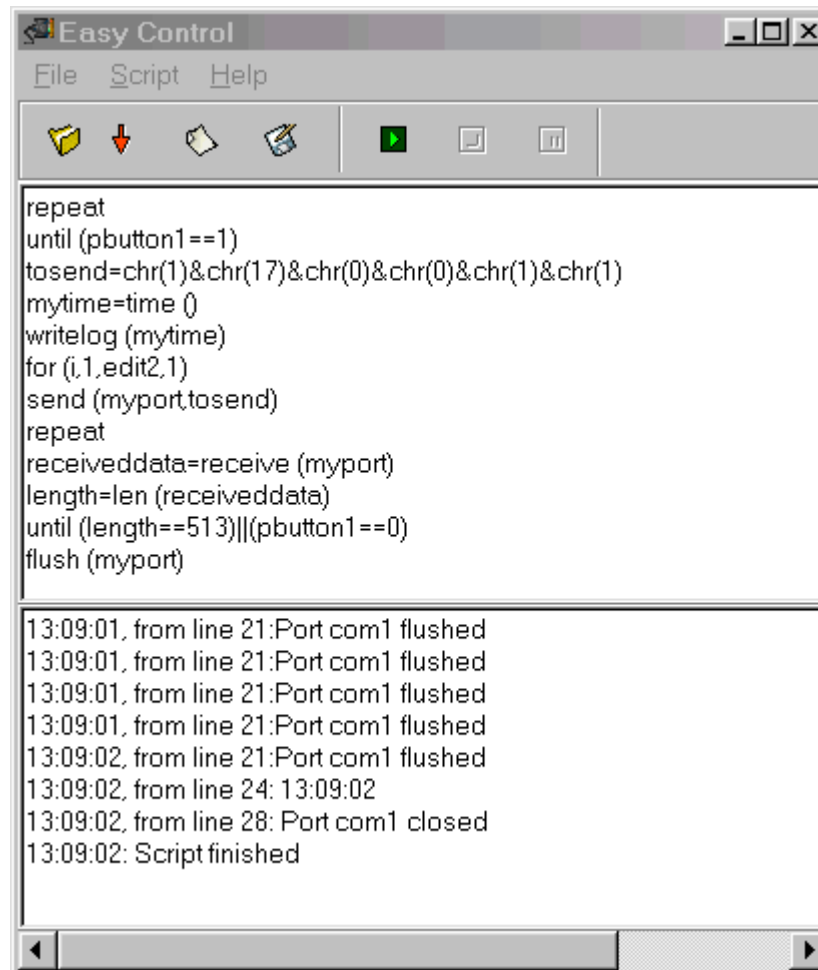 Easy Control
File Script Help
repeat
until (pbutton1==1)
tosend=chr(1)&chr(17)&chr(0)&chr(0)&chr(1)&chr(1)
mytime=time ()
writelog (mytime)
for (i,1,edit2,1)
send (myport,tosend)
repeat
receiveddata=receive (myport)
length=len (receiveddata)
until (length==513)||(pbutton1==0)
flush (myport)
13:09:01, from line 21:Port com1 flushed
13:09:01, from line 21:Port com1 flushed
13:09:01, from line 21:Port com1 flushed
13:09:01, from line 21:Port com1 flushed
13:09:02, from line 21:Port com1 flushed
13:09:02, from line 24: 13:09:02
13:09:02, from line 28: Port com1 closed
13:09:02: Script finished